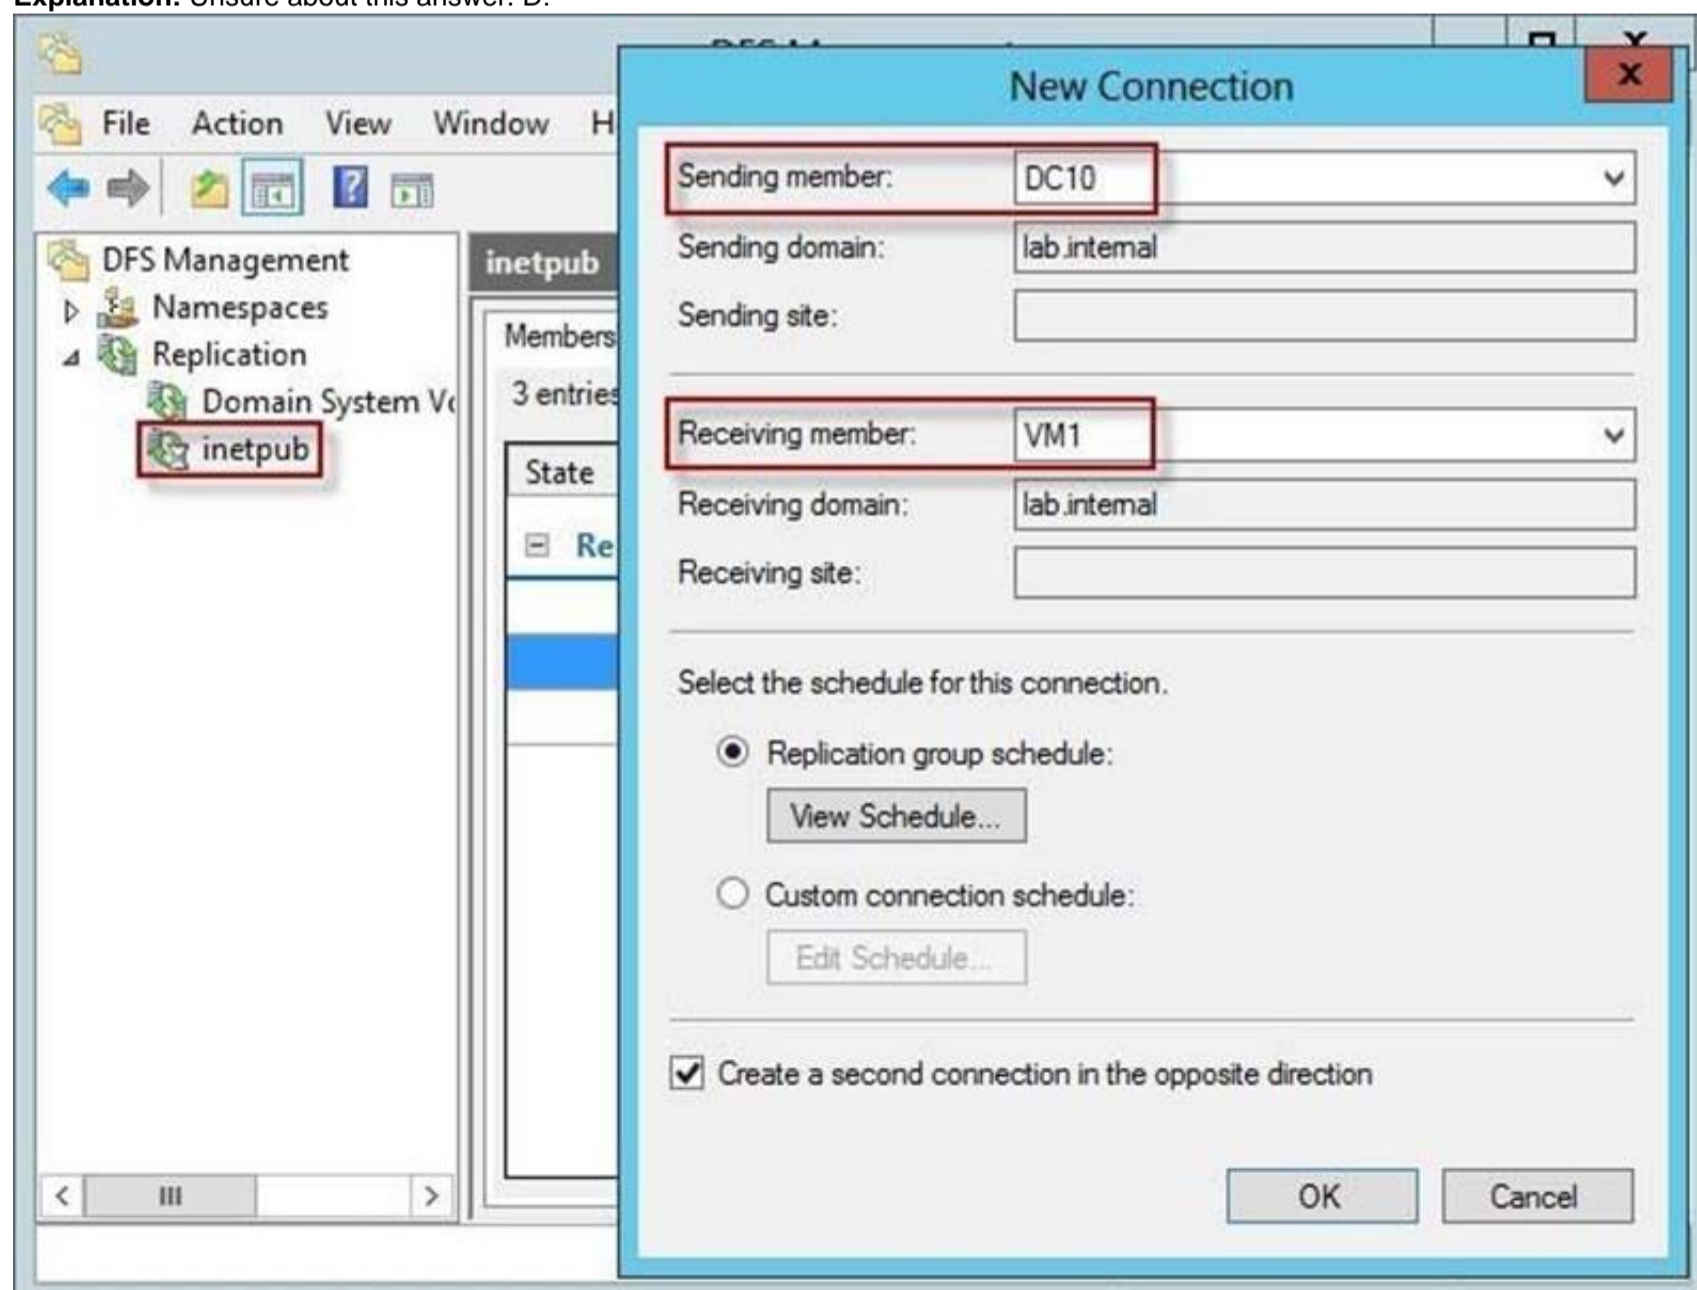 Explanation: Unsure about this answer. D:
New Connection
File Action View Window H
Sending member: DC10
Sending domain: lab.internal
Sending site:
DFS Management
Namespaces
Replication
Domain System
inetpub
inetpub
Members
3 entries
State
Re
Receiving member: VM1
Receiving domain: lab.internal
Receiving site:
Select the schedule for this connection.
Replication group schedule:
View Schedule...
Custom connection schedule:
Edit Schedule...
Create a second connection in the opposite direction
OK Cancel